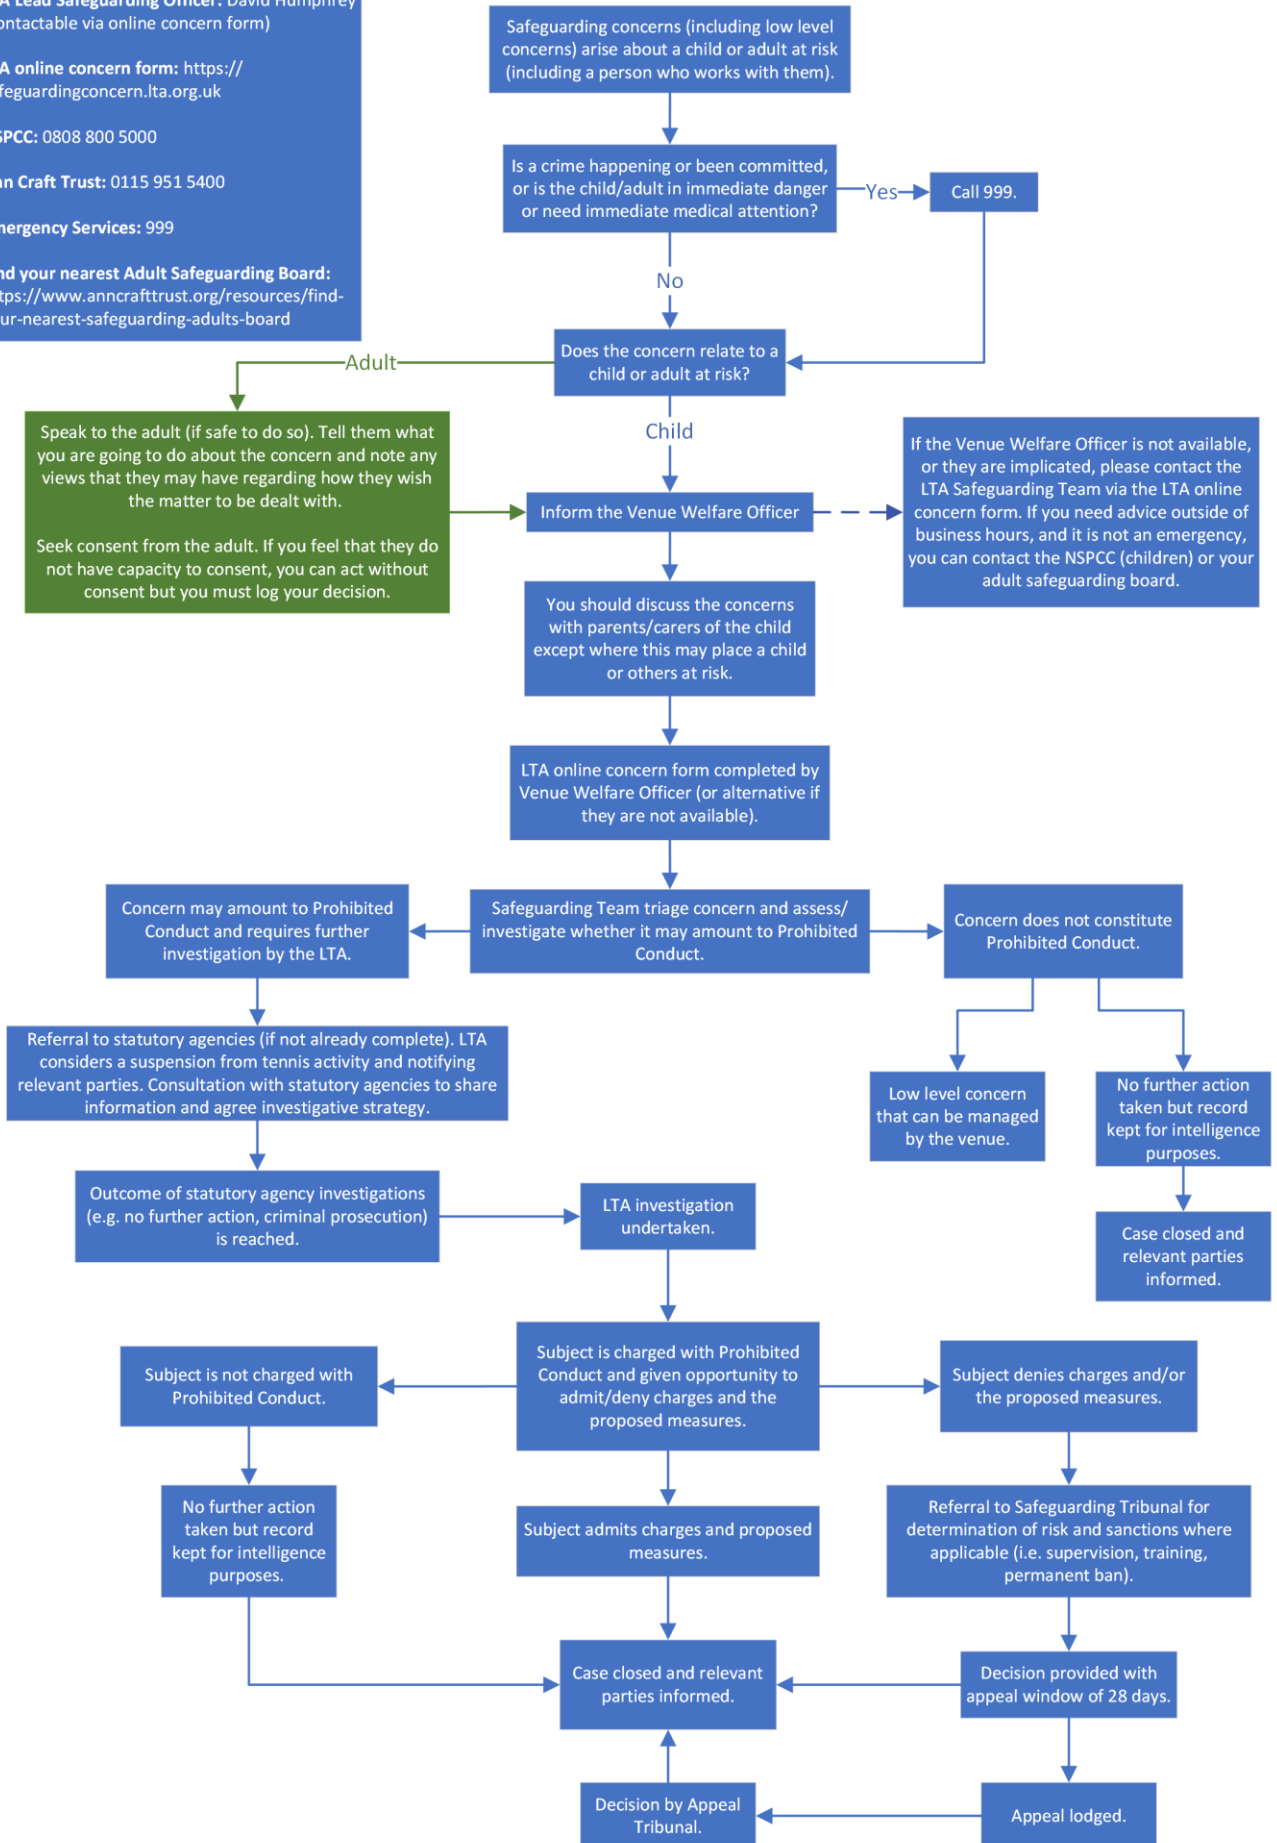 Lead Safeguarding Officer: David Humphrey
contactable via online concern form)
online concern form: https://
safeguardingconcern.lta.org.uk
NSPCC: 0808 800 5000
Ann Craft Trust: 0115 951 5400
Emergency Services: 999
Find your nearest Adult Safeguarding Board:
https://www.anncrafttrust.org/resources/find-
your-nearest-safeguarding-adults-board
Safeguarding concerns (including low level
concerns) arise about a child or adult at risk
(including a person who works with them).
Is a crime happening or been committed,
or is the child/adult in immediate danger
or need immediate medical attention?
Yes
Call 999.
No
Does the concern relate to a
child or adult at risk?
Adult
Child
Speak to the adult (if safe to do so). Tell them what
you are going to do about the concern and note any
views that they may have regarding how they wish
the matter to be dealt with.
Seek consent from the adult. If you feel that they do
not have capacity to consent, you can act without
consent but you must log your decision.
Inform the Venue Welfare Officer
If the Venue Welfare Officer is not available,
or they are implicated, please contact the
LTA Safeguarding Team via the LTA online
concern form. If you need advice outside of
business hours, and it is not an emergency,
you can contact the NSPCC (children) or your
adult safeguarding board.
You should discuss the concerns
with parents/carers of the child
except where this may place a child
or others at risk.
LTA online concern form completed by
Venue Welfare Officer (or alternative if
they are not available).
Safeguarding Team triage concern and assess/
investigate whether it may amount to Prohibited
Conduct.
Concern may amount to Prohibited
Conduct and requires further
investigation by the LTA.
Concern does not constitute
Prohibited Conduct.
Referral to statutory agencies (if not already complete). LTA
considers a suspension from tennis activity and notifying
relevant parties. Consultation with statutory agencies to share
information and agree investigative strategy.
Low level concern
that can be managed
by the venue.
No further action
taken but record
kept for intelligence
purposes.
Outcome of statutory agency investigations
(e.g. no further action, criminal prosecution)
is reached.
LTA investigation
undertaken.
Case closed and
relevant parties
informed.
Subject is not charged with
Prohibited Conduct.
Subject is charged with Prohibited
Conduct and given opportunity to
admit/deny charges and the
proposed measures.
Subject denies charges and/or
the proposed measures.
No further action
taken but record
kept for intelligence
purposes.
Subject admits charges and proposed
measures.
Referral to Safeguarding Tribunal for
determination of risk and sanctions where
applicable (i.e. supervision, training,
permanent ban).
Case closed and relevant
parties informed.
Decision provided with
appeal window of 28 days.
Decision by Appeal
Tribunal.
Appeal lodged.